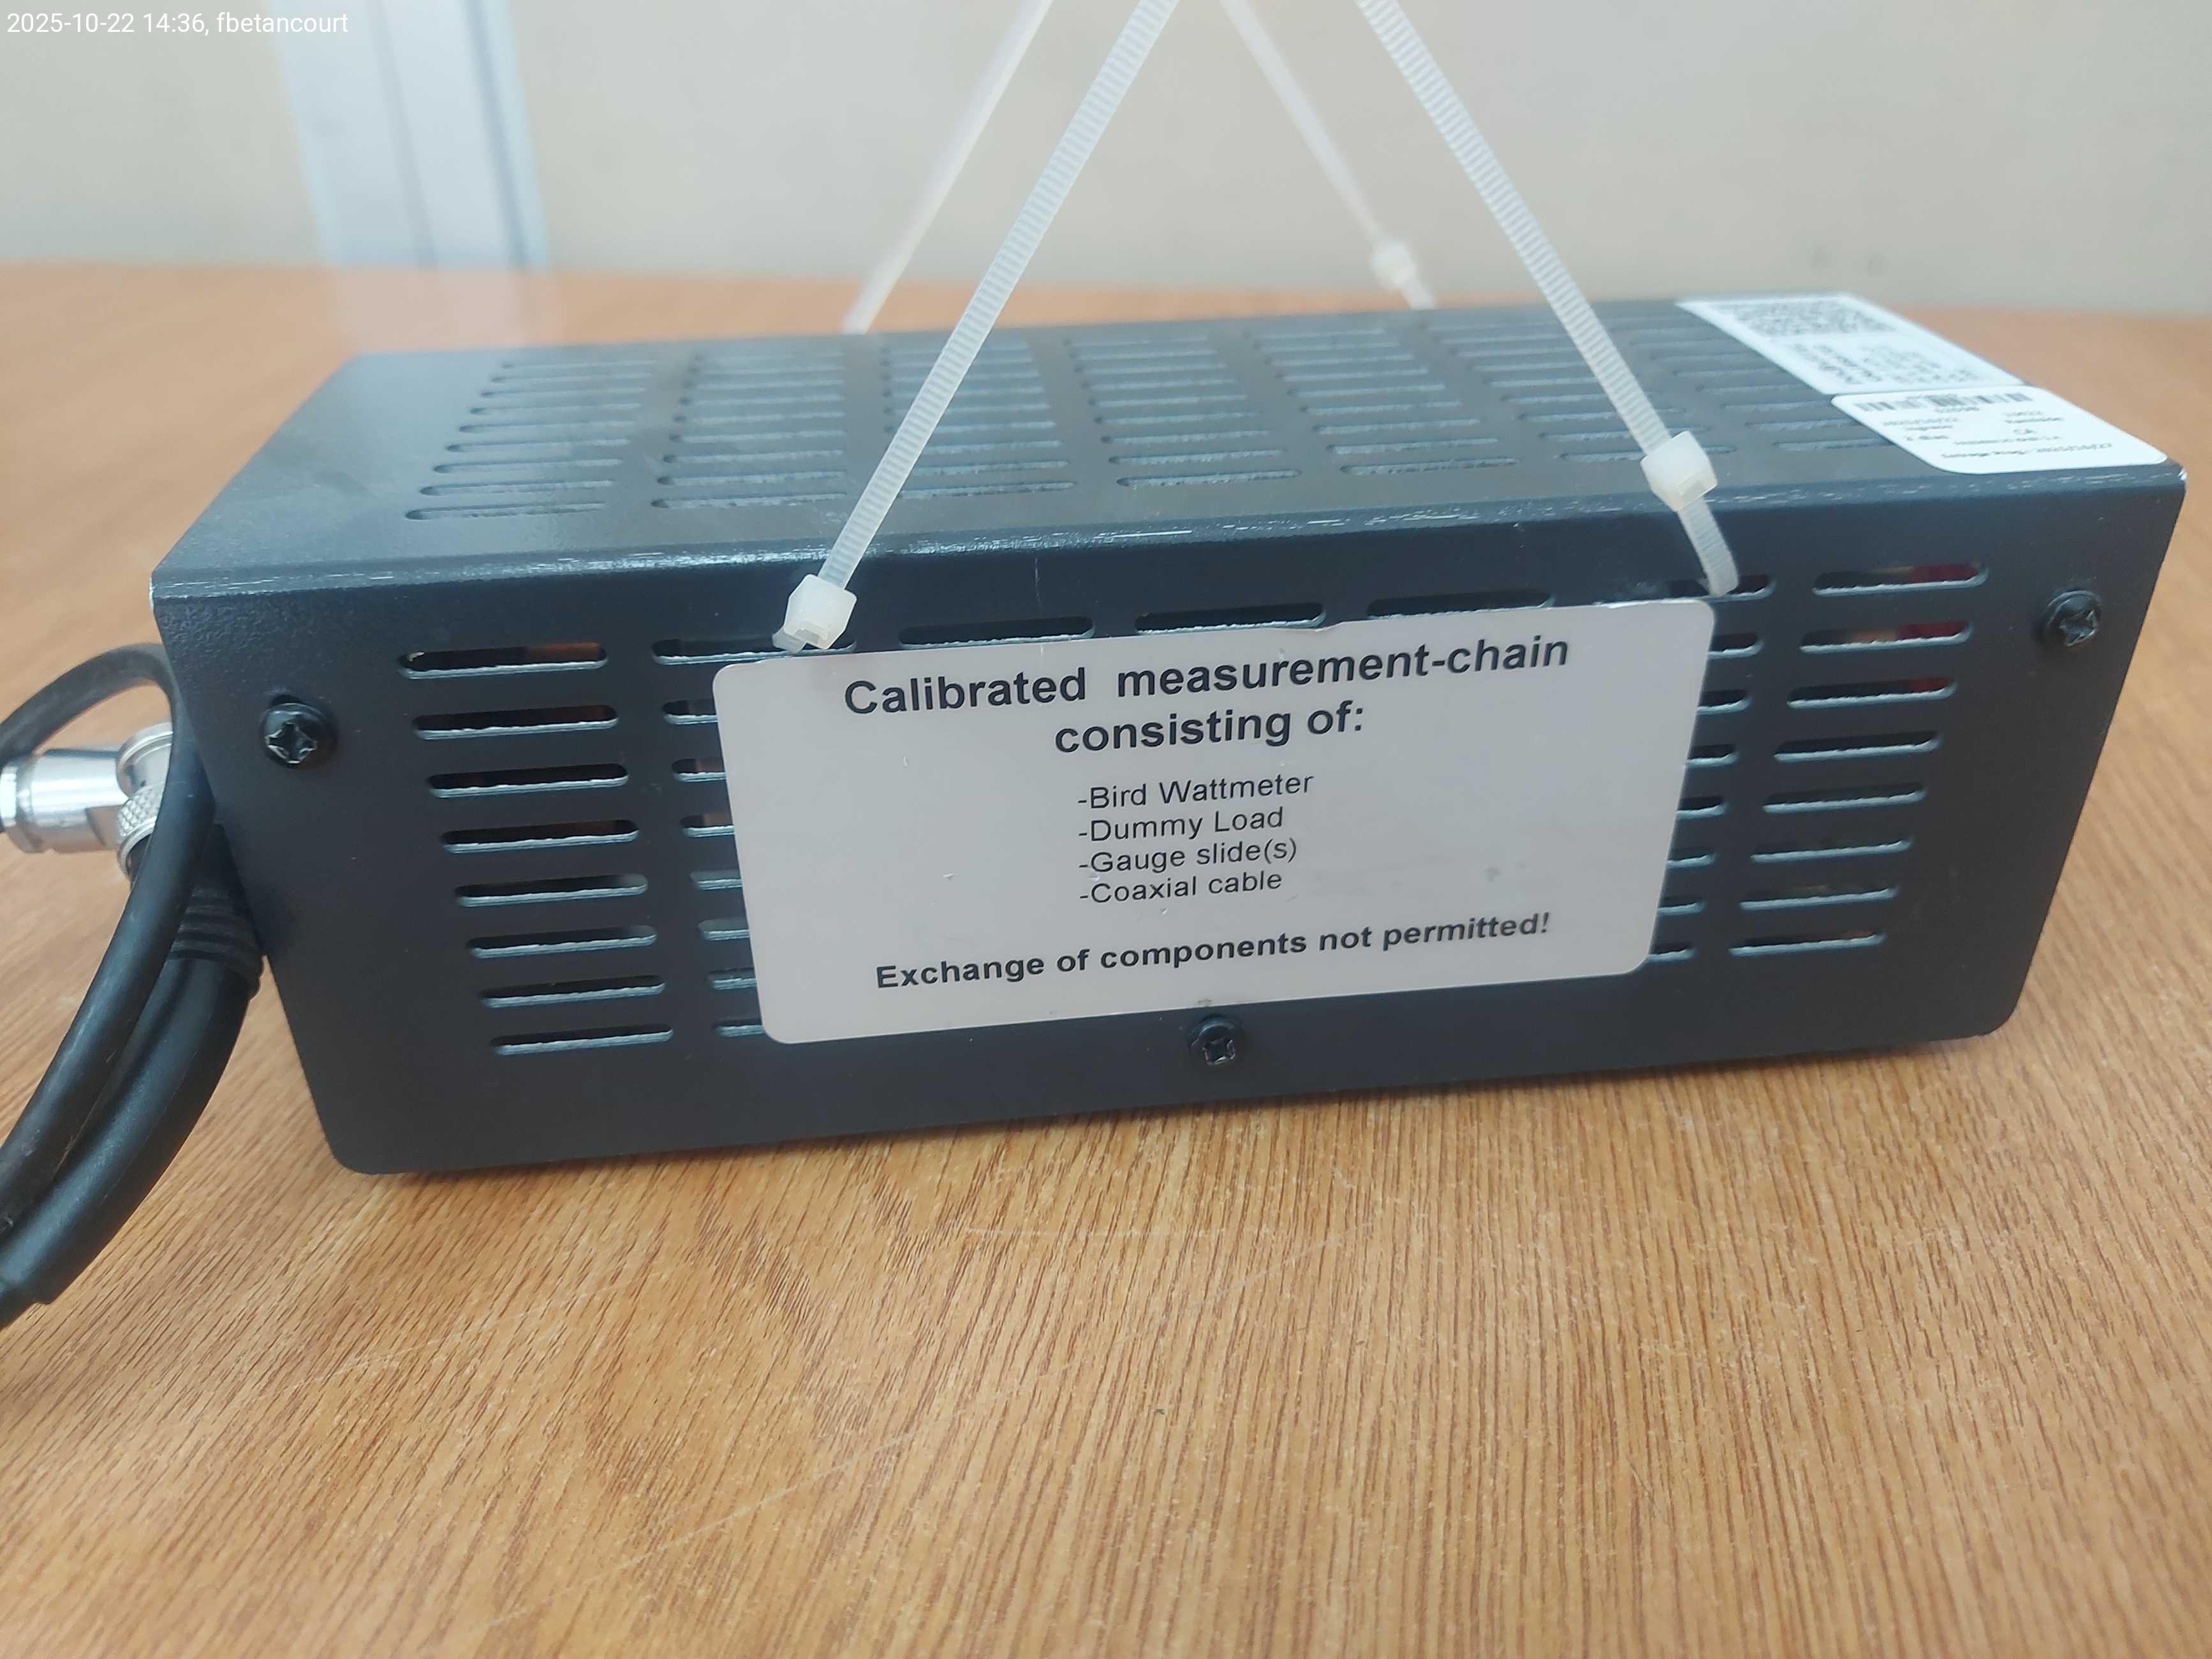 2025-10-22 14:36, fbetancourt
Calibrated measurement-chain
consisting of:
-Bird Wattmeter
-Dummy Load
-Gauge slide(s)
-Coaxial cable
Exchange of components not permitted!